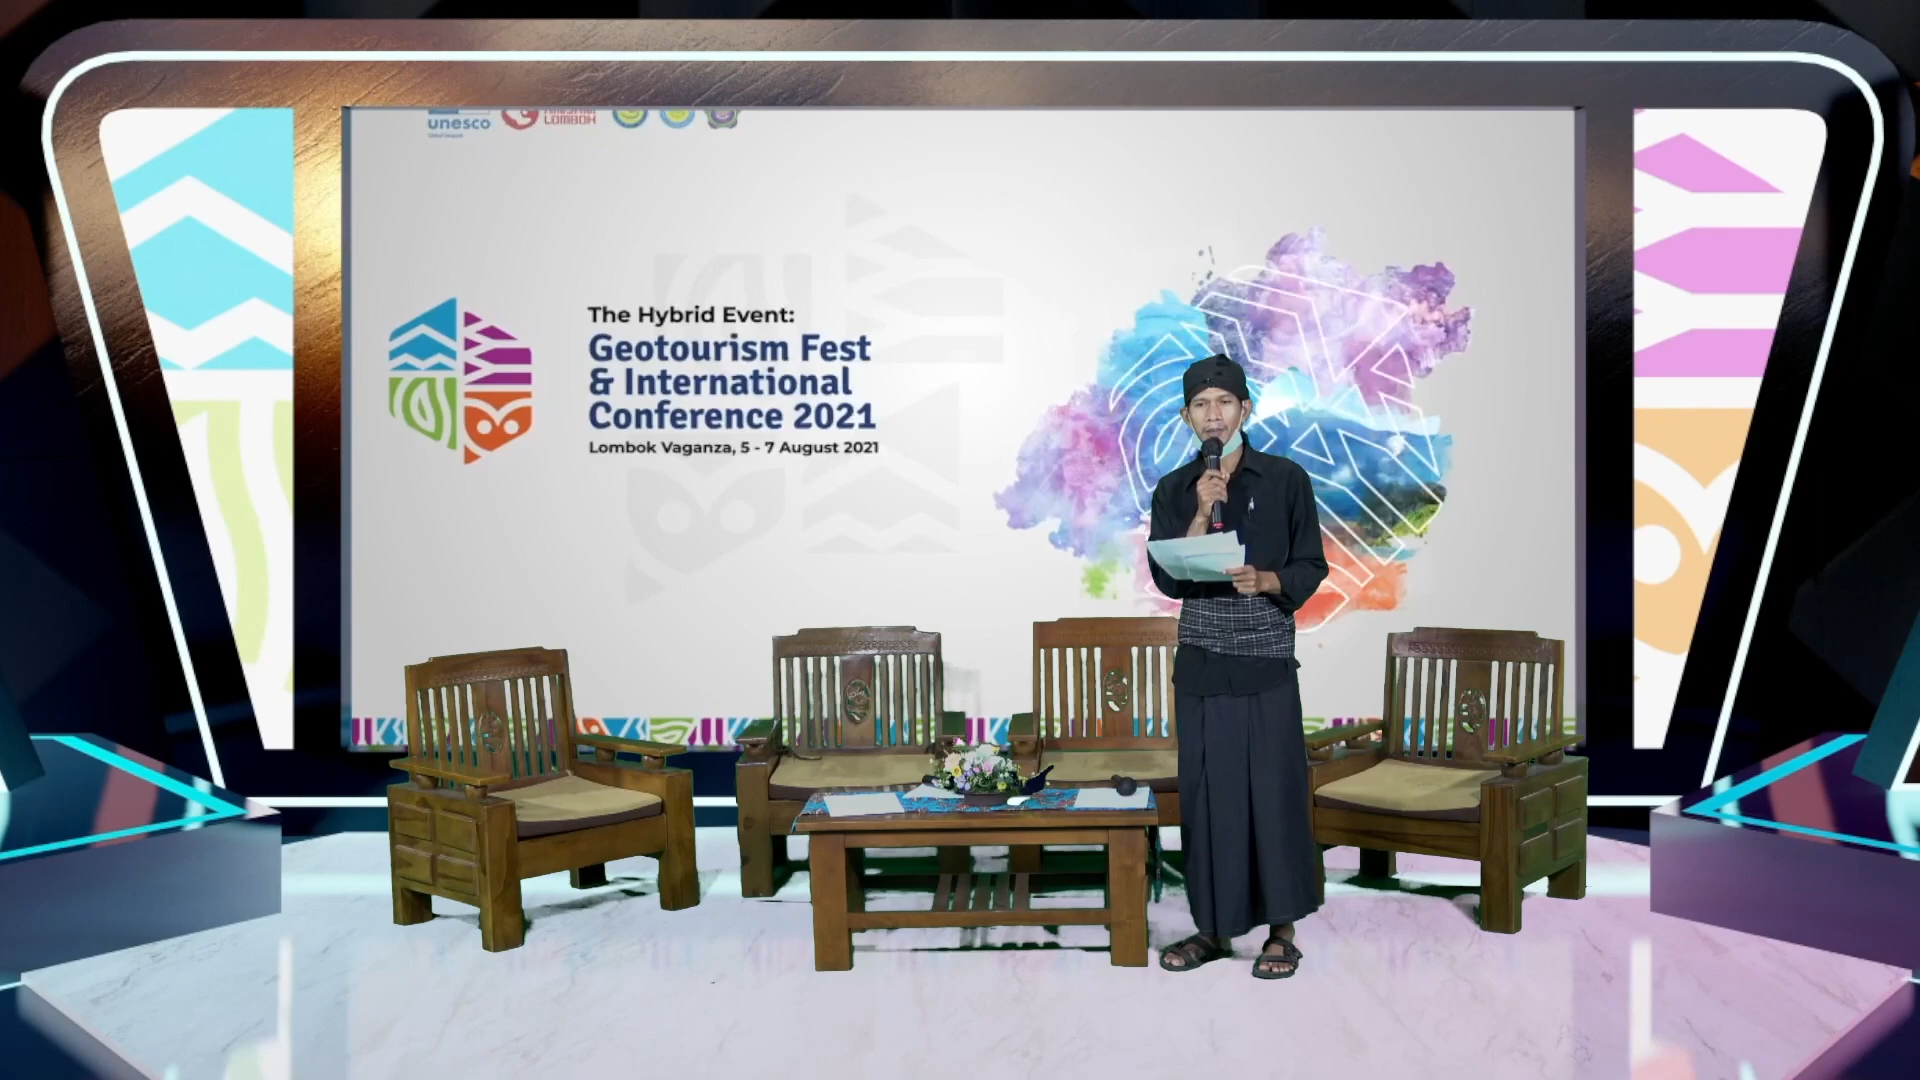 unesco
LOMBOK
The Hybrid Event:
Geotourism Fest
& International
Conference 2021
Lombok Vaganza, 5 - 7 August 2021